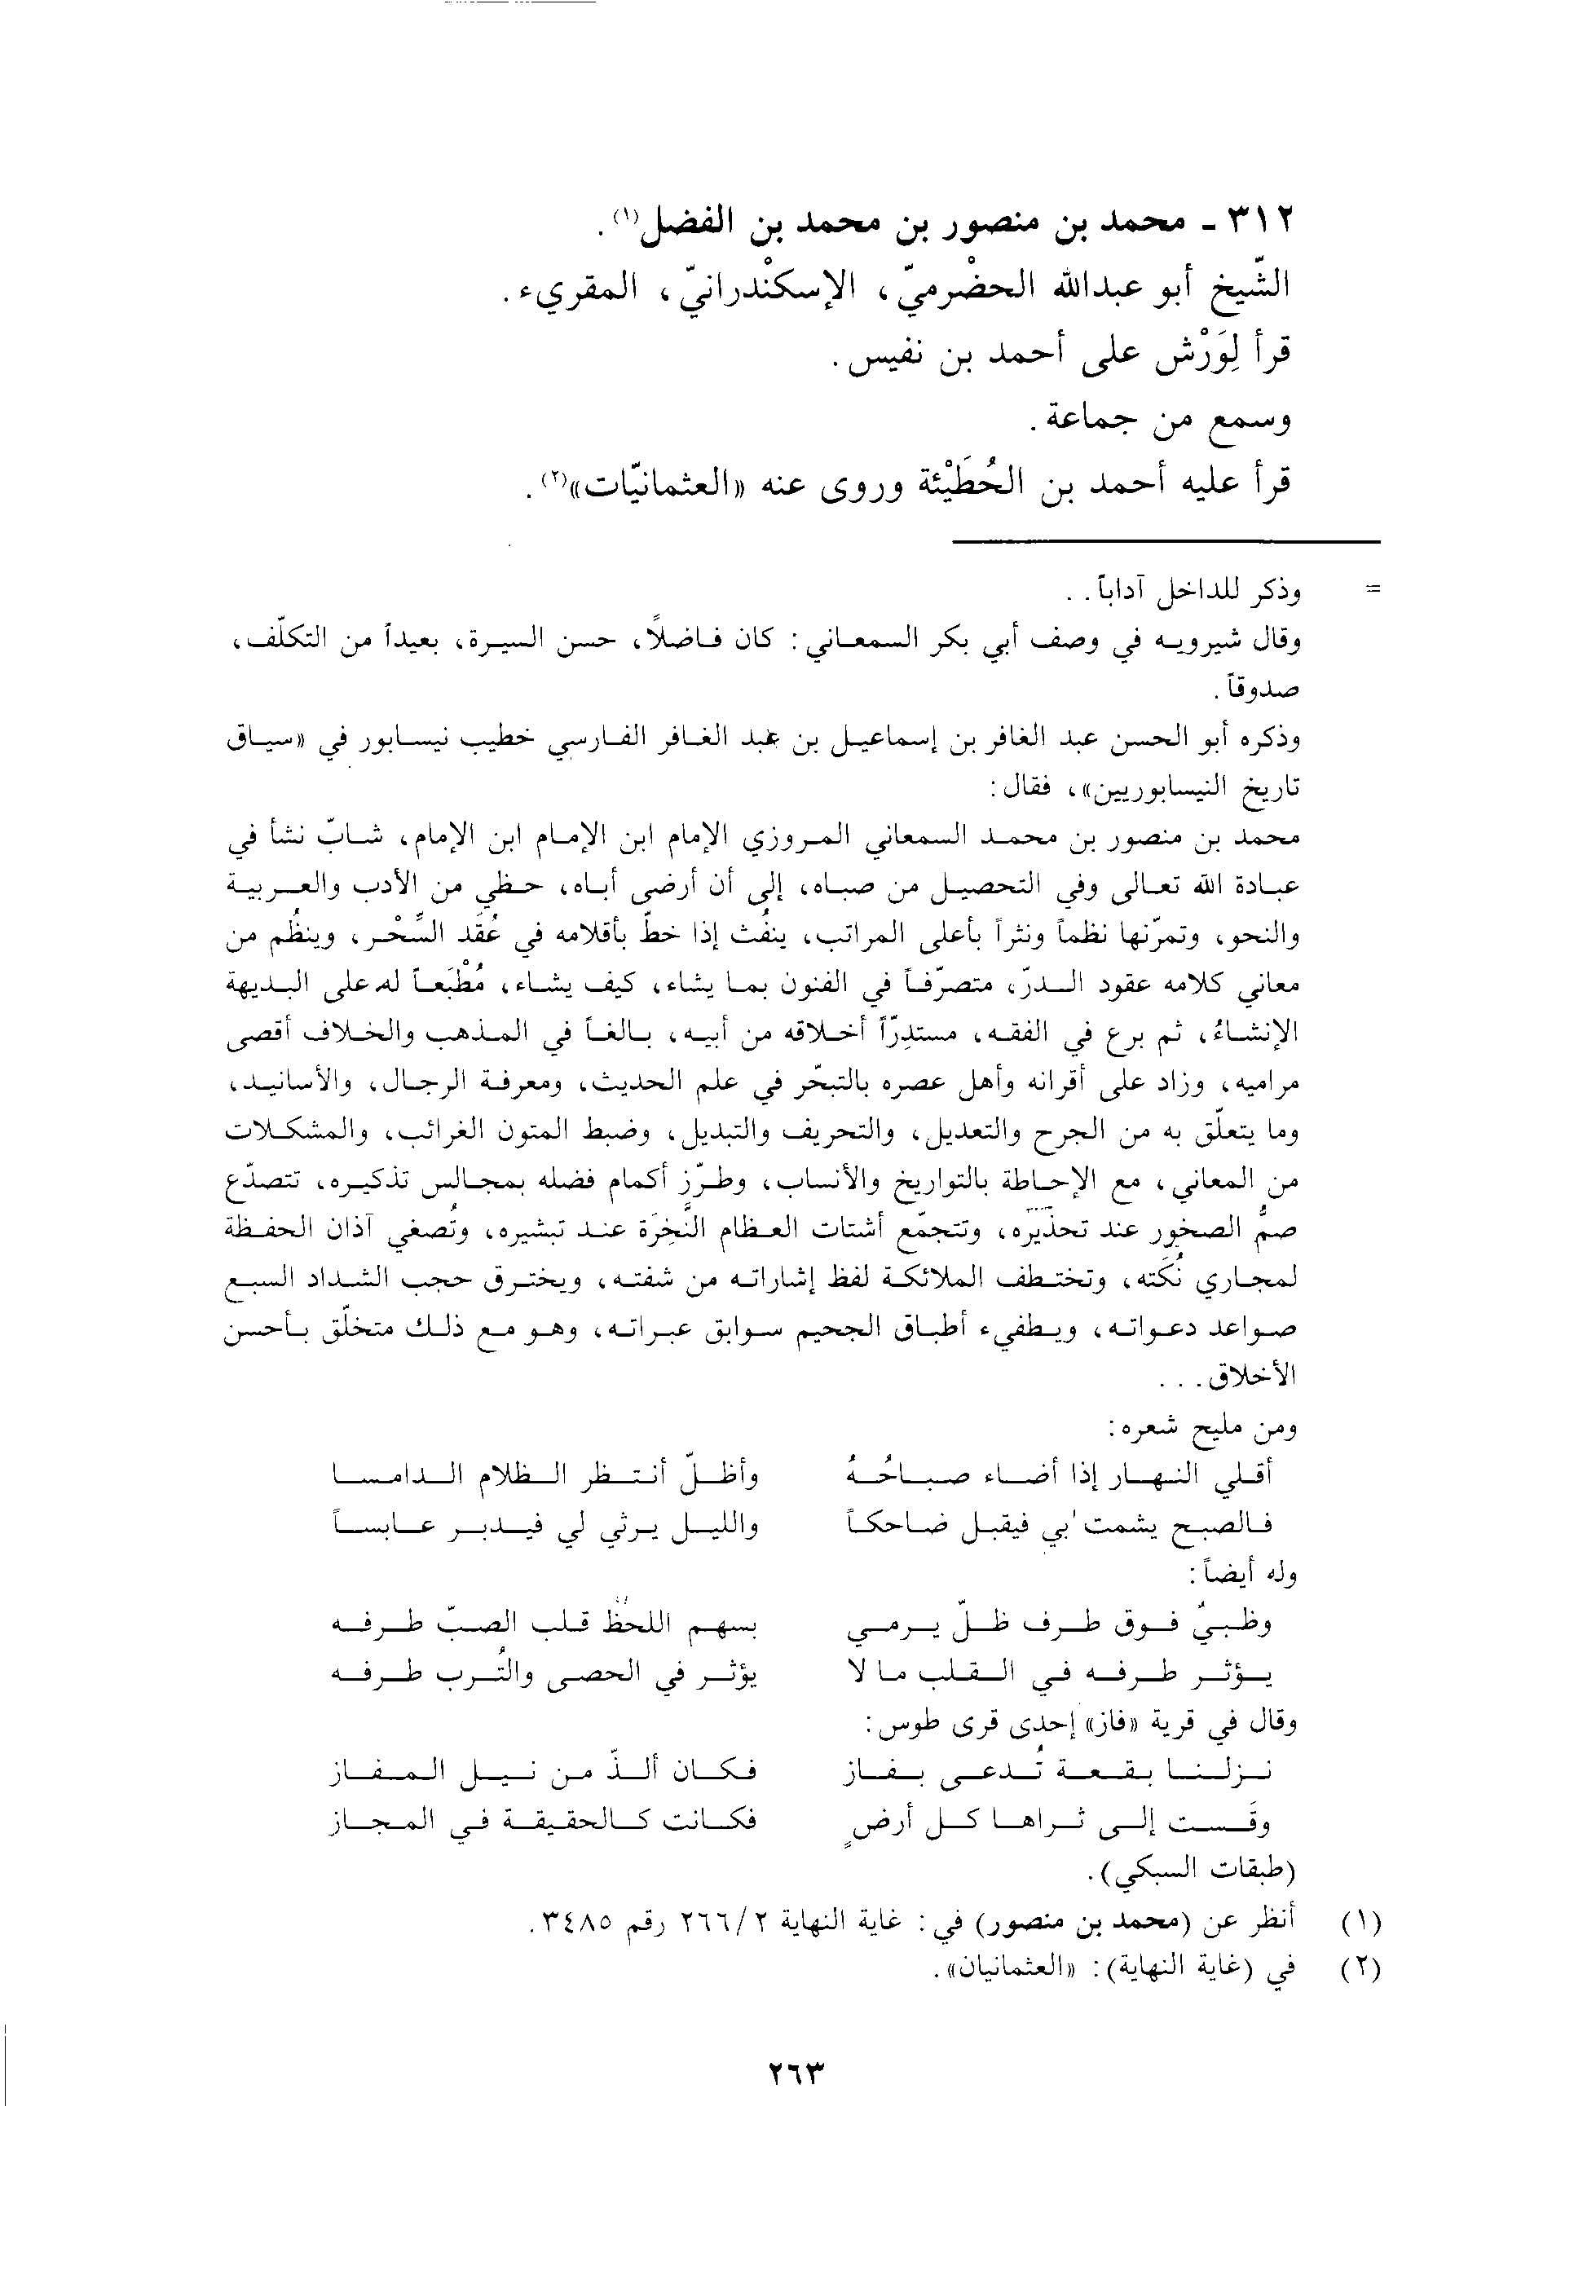 ٣١٢ - محمد بن منصور بن محمد بن الفضل(١).
الشّيخ أبو عبدالله الحضْرميّ، الإسكنْدرانيّ، المقريء.
قرأ لِوَرْش على أحمد بن نفيس.
وسمع من جماعة.
قرأ عليه أحمد بن الحُطَيْئة وروى عنه «العثمانيّات»(٢).
= وذكر للداخل آداباً..
وقال شيرويه في وصف أبي بكر السمعاني: كان فاضلًا، حسن السيرة، بعيداً من التكلّف،
صدوقاً.
وذكره أبو الحسن عبد الغافر بن إسماعيل بن عبد الغافر الفارسي خطيب نيسابور في «سياق
تاريخ النيسابوريين»، فقال:
محمد بن منصور بن محمد السمعاني المروزي الإمام ابن الإمام ابن الإمام، شابّ نشأ في
عبادة الله تعالى وفي التحصيل من صباه، إلى أن أرضى أباه، حظي من الأدب والعربية
والنحو، وتمرّنها نظماً ونثراً بأعلى المراتب، ينفُث إذا خطّ بأقلامه في عُقَد السِّحْر، وينظُم من
معاني كلامه عقود الدرّ، متصرّفاً في الفنون بما يشاء، كيف يشاء، مُطْبَعاً له على البديهة
الإنشاءُ، ثم برع في الفقه، مستدِرّاً أخلاقه من أبيه، بالغاً في المذهب والخلاف أقصى
مراميه، وزاد على أقرانه وأهل عصره بالتبحّر في علم الحديث، ومعرفة الرجال، والأسانيد،
وما يتعلّق به من الجرح والتعديل، والتحريف والتبديل، وضبط المتون الغرائب، والمشكلات
من المعاني، مع الإحاطة بالتواريخ والأنساب، وطرّز أكمام فضله بمجالس تذكيره، تتصدّع
صمُّ الصخور عند تحذيره، وتتجمّع أشتات العظام النَّخِرَة عند تبشيره، وتُصغي آذان الحفظة
لمجاري نُكَته، وتختطف الملائكة لفظ إشاراته من شفته، ويخترق حجب الشداد السبع
صواعد دعواته، ويطفيء أطباق الجحيم سوابق عبراته، وهو مع ذلك متخلّق بأحسن
الأخلاق...
ومن مليح شعره:
أقلي النهار إذا أضاء صباحُهُ وأظلّ أنتظر الظلام الدامسا
فالصبح يشمت بي فيقبل ضاحكاً والليل يرثي لي فيدبر عابساً
وله أيضاً:
وظبيٌ فوق طرف ظلّ يرمي بسهم اللحظ قلب الصبّ طرفه
يؤثر طرفه في القلب ما لا يؤثر في الحصى والتُرب طرفه
وقال في قرية «فاز» إحدى قرى طوس:
نزلنا بقعة تُدعى بفاز فكان ألذّ من نيل المفاز
وقَست إلى ثراها كل أرضٍ فكانت كالحقيقة في المجاز
(طبقات السبكي).
(١) أنظر عن (محمد بن منصور) في: غاية النهاية ٢/٢٦٦ رقم ٣٤٨٥.
(٢) في (غاية النهاية): «العثمانيان».
٢٦٣